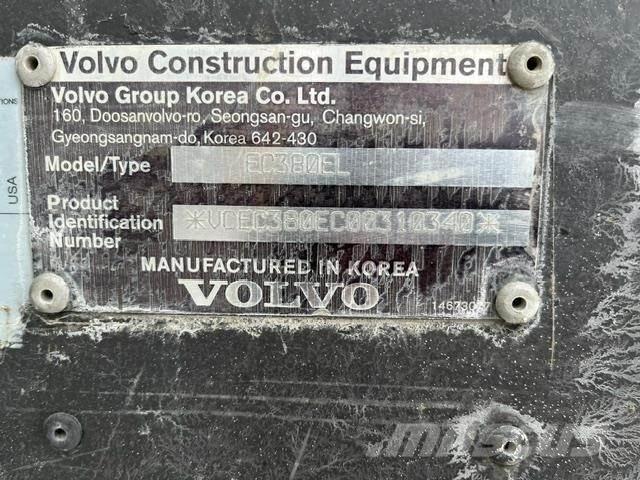 Volvo Construction Equipment
Volvo Group Korea Co. Ltd.
160, Doosanvolvo-ro, Seongsan-gu, Changwon-si,
Gyeongsangnam-do, Korea 642-430
Model/Type EC380EL
Product
Identification
Number *VCEC380EC00310340*
MANUFACTURED IN KOREA
VOLVO
USA